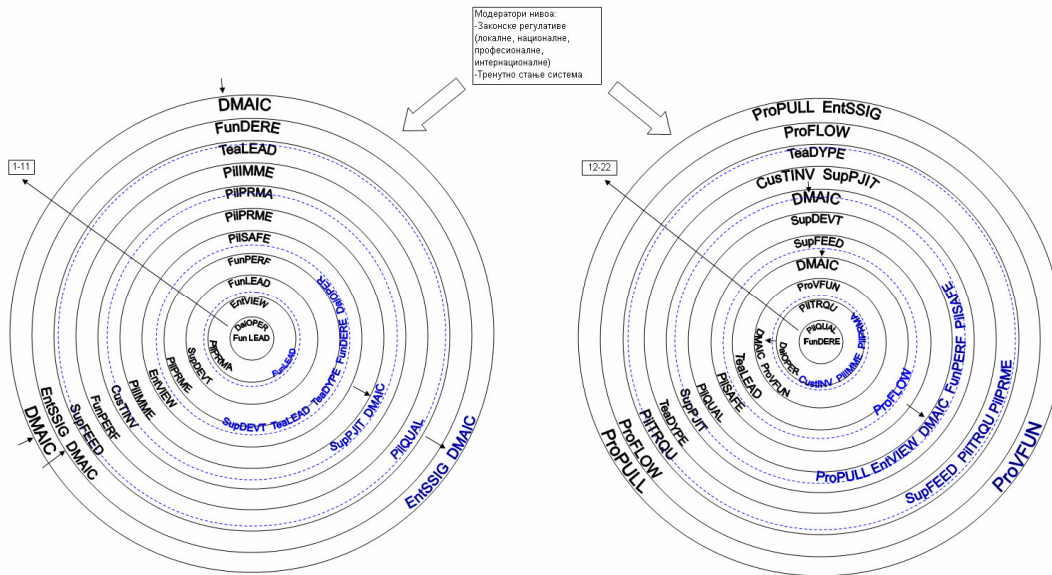 Модератори нивоа:
-Законске регулативе
(локалне, националне,
професионалне,
интернационалне)
-Тренутно стање система
1-11
DMAIC
FunDERE
TeaLEAD
PilIMME
PilPRMA
PilPRME
PilSAFE
FunPERF
FunLEAD
EntVIEW
DaiOPER
Fun LEAD
PilPRMA
SupDEVT
PilPRME
EntVIEW
PilIMME
CusTINV
FunPERF
SupFEED
EntSSIG DMAIC
DMAIC
FunLEAD
SupDEVT TeaLEAD TeaDYPE FunDERE DaiOPER
SupPJIT DMAIC
PilQUAL
EntSSIG DMAIC
12-22
ProPULL EntSSIG
ProFLOW
TeaDYPE
CusTINV SupPJIT
DMAIC
SupDEVT
SupFEED
DMAIC
ProVFUN
PilTRQU
PilQUAL
FunDERE
DaiOPER
DMAIC ProVFUN
TeaLEAD
PilSAFE
PilQUAL
SupPJIT
TeaDYPE
PilTRQU
ProFLOW
ProPULL
CustINV PilIMME PilPRMA
ProFLOW
ProPULL EntVIEW DMAIC FunPERF PilSAFE
SupFEED PilTRQU PilPRME
ProVFUN